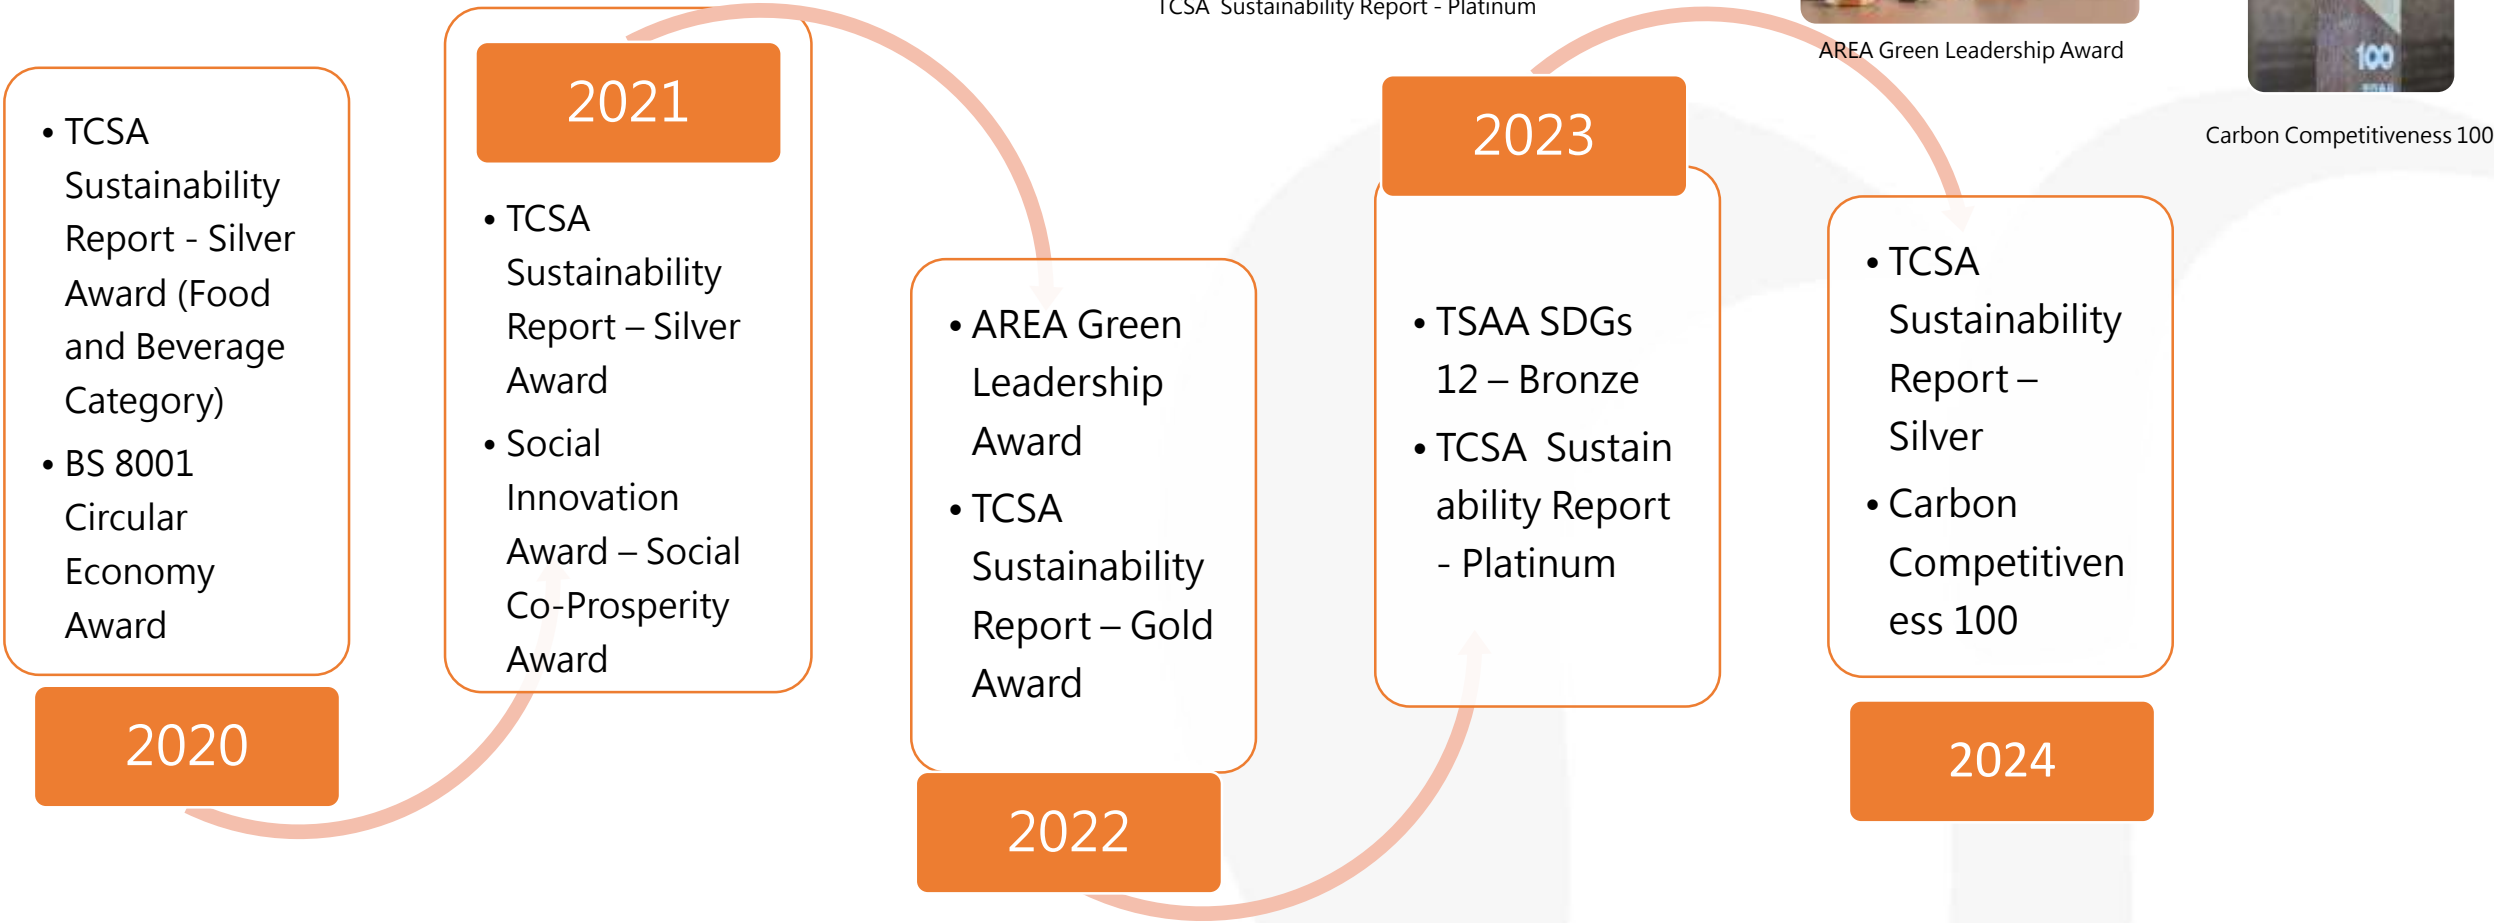 TCSA Sustainability Report - Platinum
AREA Green Leadership Award
100
Carbon Competitiveness 100
• TCSA
Sustainability
Report - Silver
Award (Food
and Beverage
Category)
• BS 8001
Circular
Economy
Award
2020
2021
• TCSA
Sustainability
Report – Silver
Award
• Social
Innovation
Award – Social
Co-Prosperity
Award
• AREA Green
Leadership
Award
• TCSA
Sustainability
Report – Gold
Award
2022
2023
• TSAA SDGs
12 – Bronze
• TCSA Sustain
ability Report
- Platinum
• TCSA
Sustainability
Report –
Silver
• Carbon
Competitiven
ess 100
2024